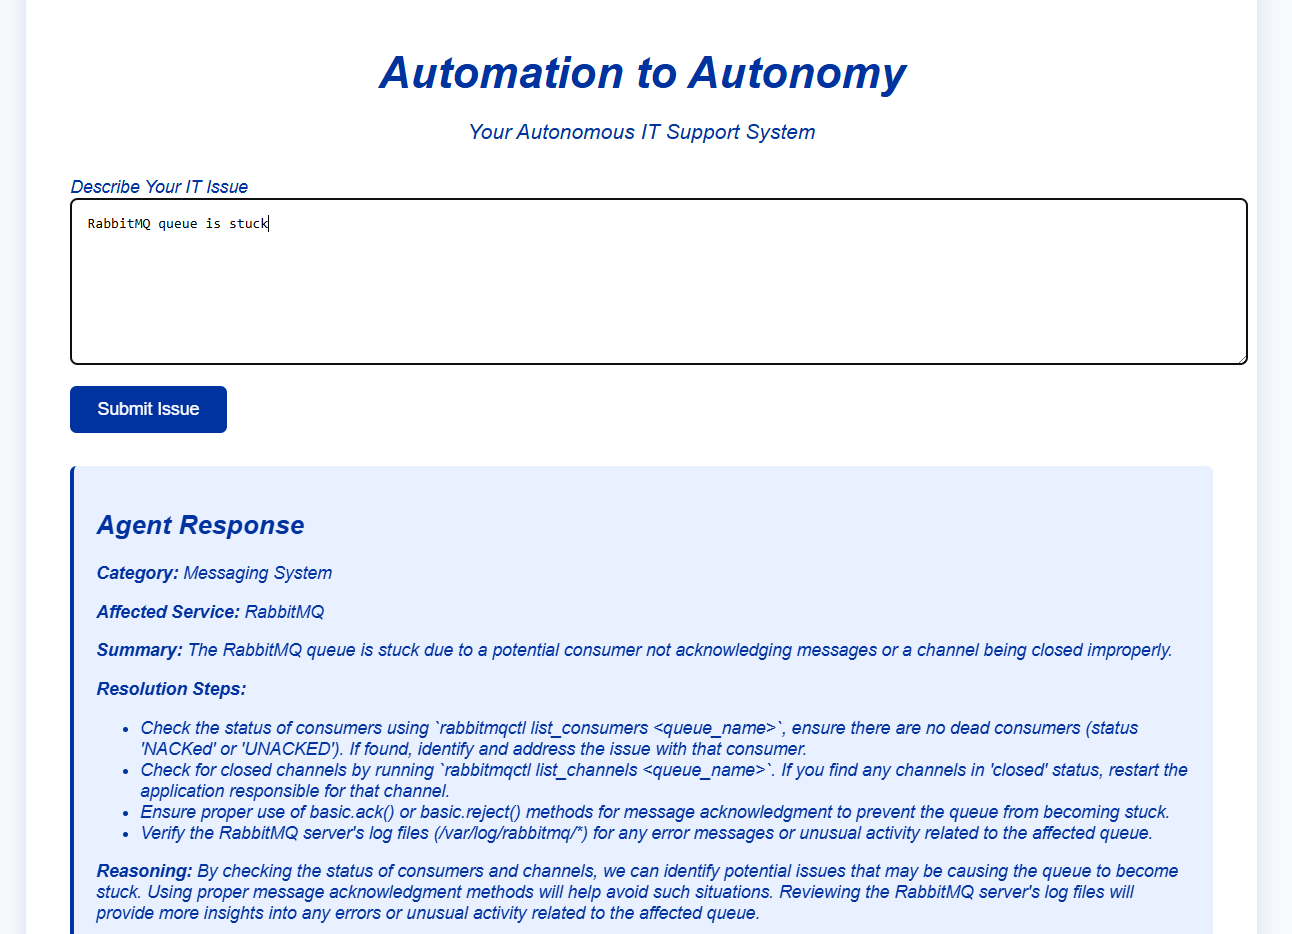 Automation to Autonomy
Your Autonomous IT Support System
Describe Your IT Issue
RabbitMQ queue is stuck
Submit Issue
Agent Response
Category: Messaging System
Affected Service: RabbitMQ
Summary: The RabbitMQ queue is stuck due to a potential consumer not acknowledging messages or a channel being closed improperly.
Resolution Steps:
• Check the status of consumers using `rabbitmqctl list_consumers <queue_name>`, ensure there are no dead consumers (status
'NACKed' or 'UNACKED'). If found, identify and address the issue with that consumer.
• Check for closed channels by running `rabbitmqctl list_channels <queue_name>`. If you find any channels in 'closed' status, restart the
application responsible for that channel.
• Ensure proper use of basic.ack() or basic.reject() methods for message acknowledgment to prevent the queue from becoming stuck.
• Verify the RabbitMQ server's log files (/var/log/rabbitmq/*) for any error messages or unusual activity related to the affected queue.
Reasoning: By checking the status of consumers and channels, we can identify potential issues that may be causing the queue to become
stuck. Using proper message acknowledgment methods will help avoid such situations. Reviewing the RabbitMQ server's log files will
provide more insights into any errors or unusual activity related to the affected queue.